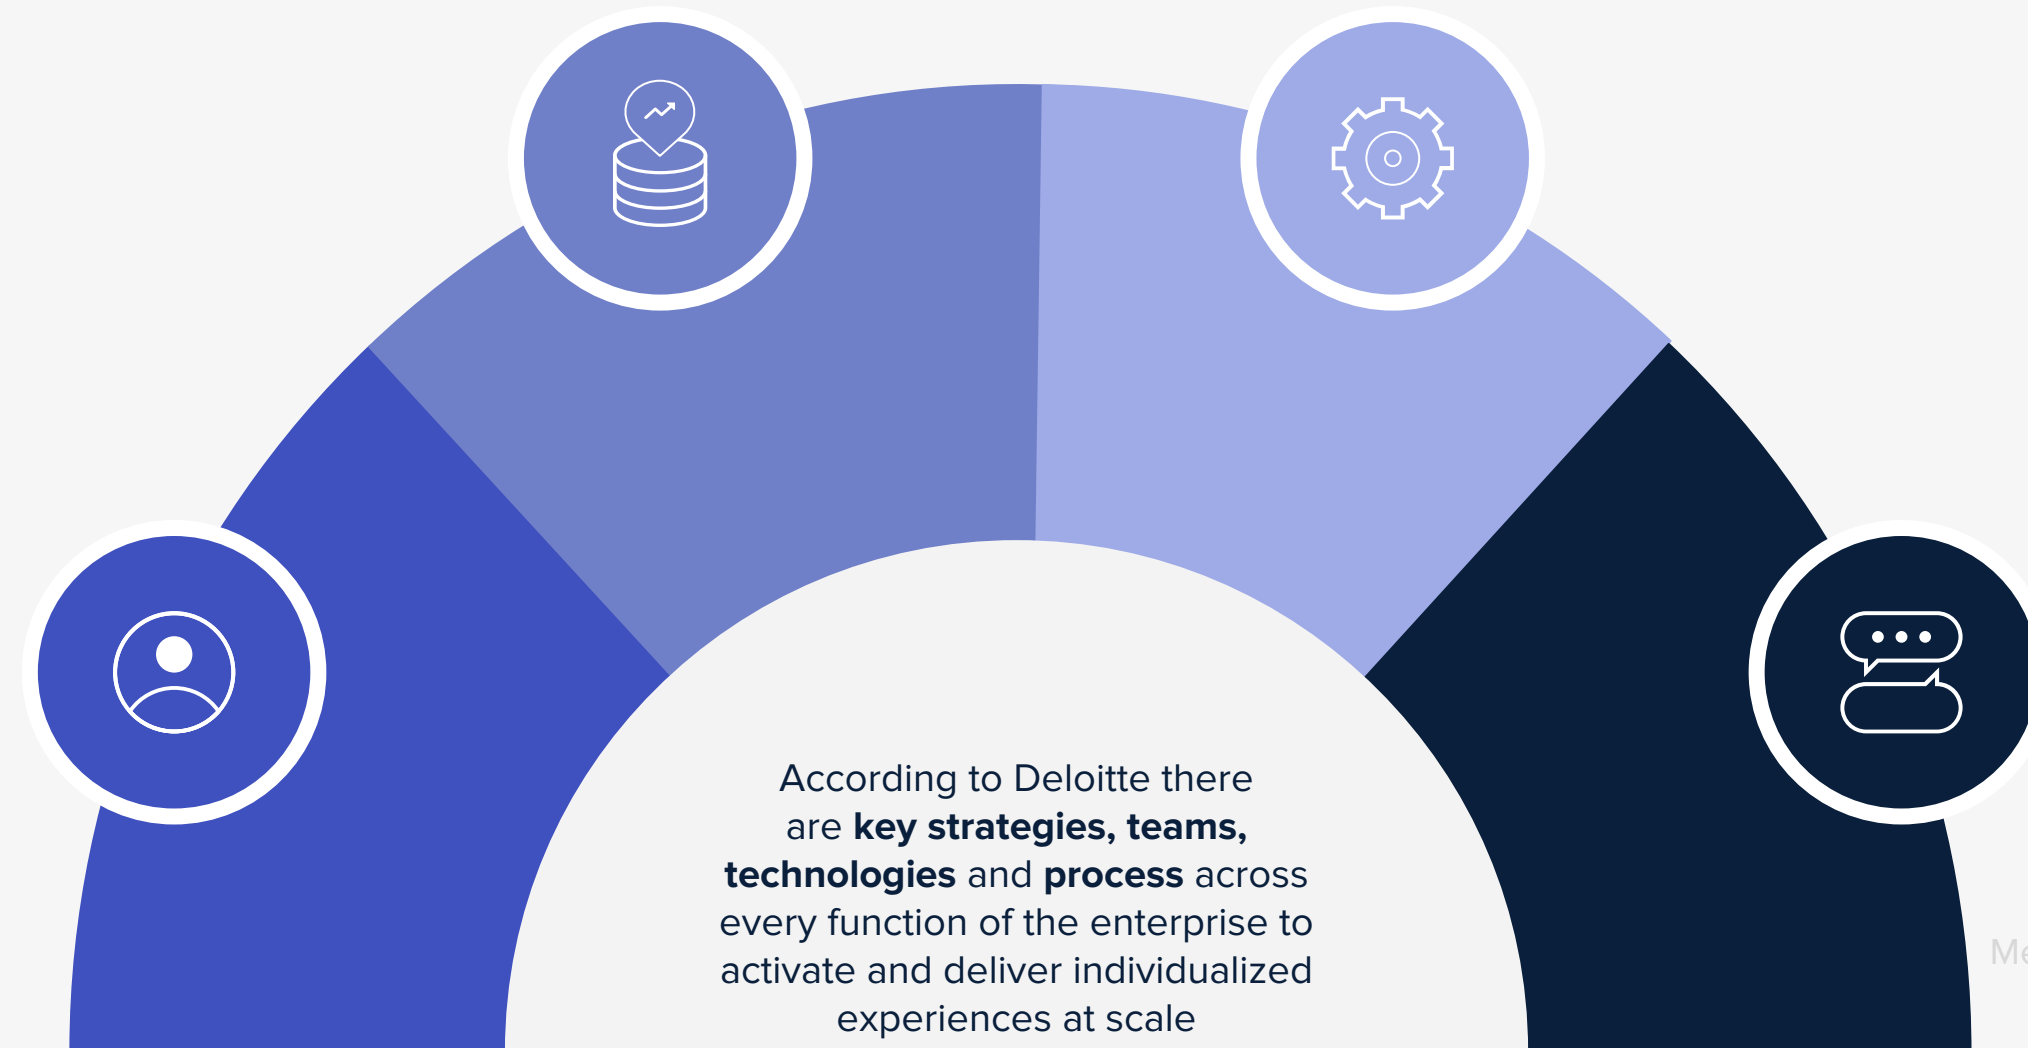 According to Deloitte there
are key strategies, teams,
technologies and process across
every function of the enterprise to
activate and deliver individualized
experiences at scale